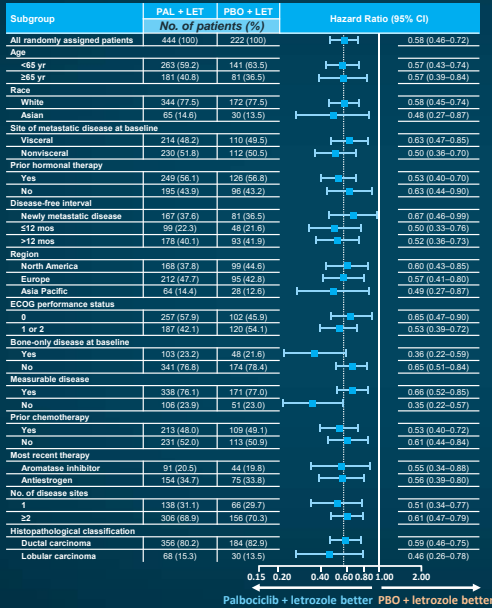 Subgroup PAL + LET PBO + LET Hazard Ratio (95% CI)
No. of patients (%)
All randomly assigned patients 444 (100) 222 (100) 0.58 (0.46–0.72)
Age
<65 yr 263 (59.2) 141 (63.5) 0.57 (0.43–0.74)
≥65 yr 181 (40.8) 81 (36.5) 0.57 (0.39–0.84)
Race
White 344 (77.5) 172 (77.5) 0.58 (0.45–0.74)
Asian 65 (14.6) 30 (13.5) 0.48 (0.27–0.87)
Site of metastatic disease at baseline
Visceral 214 (48.2) 110 (49.5) 0.63 (0.47–0.85)
Nonvisceral 230 (51.8) 112 (50.5) 0.50 (0.36–0.70)
Prior hormonal therapy
Yes 249 (56.1) 126 (56.8) 0.53 (0.40–0.70)
No 195 (43.9) 96 (43.2) 0.63 (0.44–0.90)
Disease-free interval
Newly metastatic disease 167 (37.6) 81 (36.5) 0.67 (0.46–0.99)
≤12 mos 99 (22.3) 48 (21.6) 0.50 (0.33–0.76)
>12 mos 178 (40.1) 93 (41.9) 0.52 (0.36–0.73)
Region
North America 168 (37.8) 99 (44.6) 0.60 (0.43–0.85)
Europe 212 (47.7) 95 (42.8) 0.57 (0.41–0.80)
Asia Pacific 64 (14.4) 28 (12.6) 0.49 (0.27–0.87)
ECOG performance status
0 257 (57.9) 102 (45.9) 0.65 (0.47–0.90)
1 or 2 187 (42.1) 120 (54.1) 0.53 (0.39–0.72)
Bone-only disease at baseline
Yes 103 (23.2) 48 (21.6) 0.36 (0.22–0.59)
No 341 (76.8) 174 (78.4) 0.65 (0.51–0.84)
Measurable disease
Yes 338 (76.1) 171 (77.0) 0.66 (0.52–0.85)
No 106 (23.9) 51 (23.0) 0.35 (0.22–0.57)
Prior chemotherapy
Yes 213 (48.0) 109 (49.1) 0.53 (0.40–0.72)
No 231 (52.0) 113 (50.9) 0.61 (0.44–0.84)
Most recent therapy
Aromatase inhibitor 91 (20.5) 44 (19.8) 0.55 (0.34–0.88)
Antiestrogen 154 (34.7) 75 (33.8) 0.56 (0.39–0.80)
No. of disease sites
1 138 (31.1) 66 (29.7) 0.51 (0.34–0.77)
≥2 306 (68.9) 156 (70.3) 0.61 (0.47–0.79)
Histopathological classification
Ductal carcinoma 356 (80.2) 184 (82.9) 0.59 (0.46–0.75)
Lobular carcinoma 68 (15.3) 30 (13.5) 0.46 (0.26–0.78)
0.15 0.20 0.40 0.60 0.80 1.00 2.00
Palbociclib + letrozole better PBO + letrozole better